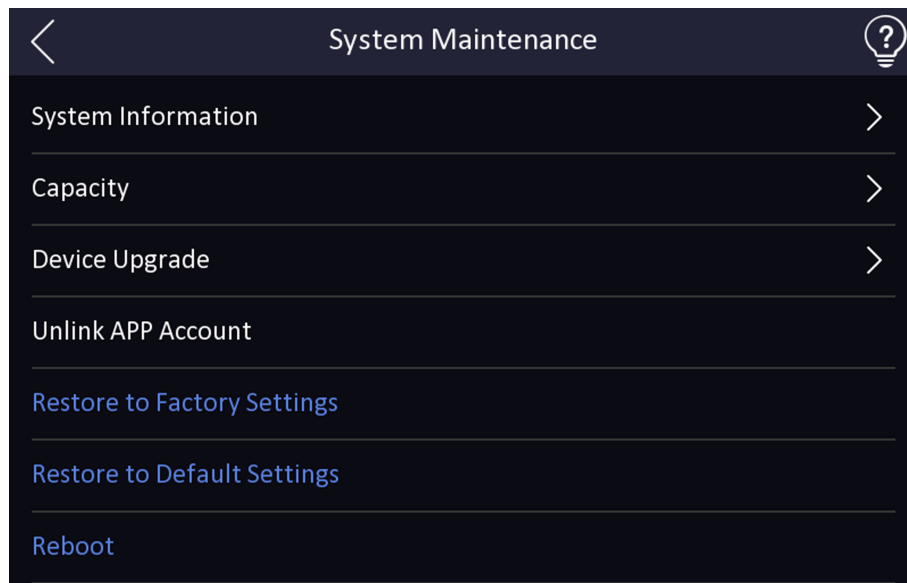 System Maintenance
?
System Information
Capacity
Device Upgrade
Unlink APP Account
Restore to Factory Settings
Restore to Default Settings
Reboot